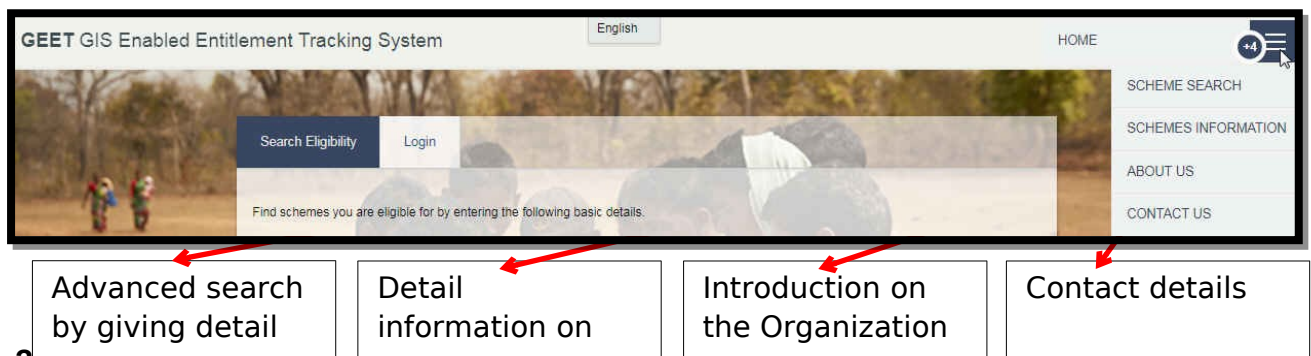 GEET GIS Enabled Entitlement Tracking System
English
HOME
+4
SCHEME SEARCH
SCHEMES INFORMATION
ABOUT US
CONTACT US
Search Eligibility
Login
Find schemes you are eligible for by entering the following basic details.
Advanced search
by giving detail
Detail
information on
Introduction on
the Organization
Contact details